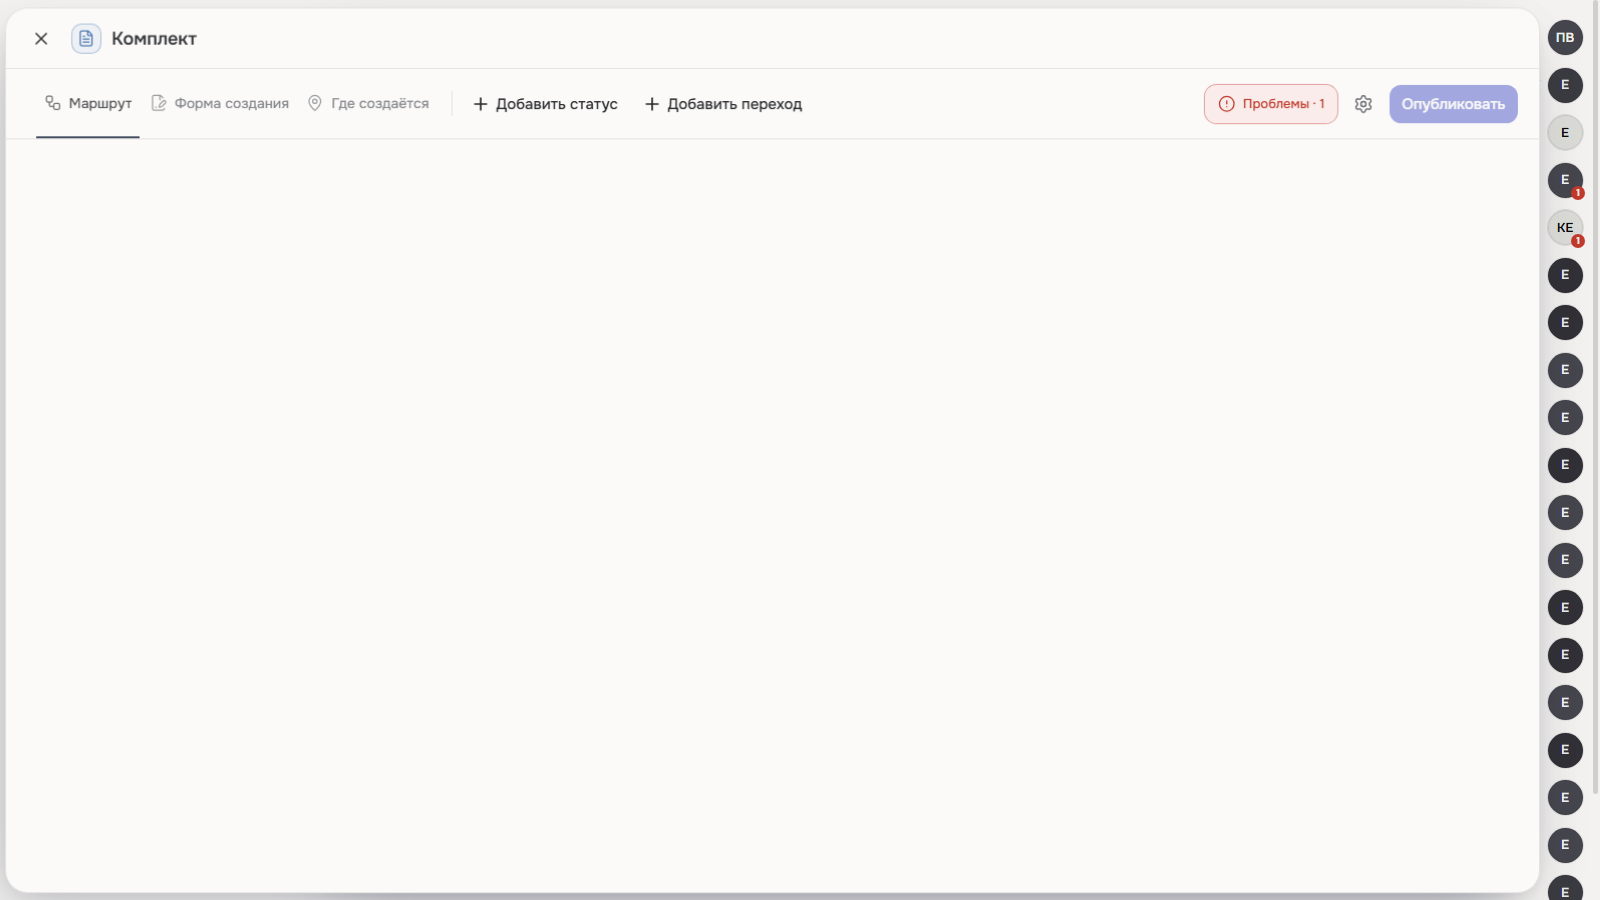 Комплект
Маршрут
Форма создания
Где создаётся
Добавить статус
Добавить переход
Проблемы · 1
Опубликовать
ПВ
Е
Е
Е
1
КЕ
1
Е
Е
Е
Е
Е
Е
Е
Е
Е
Е
Е
Е
Е
Е